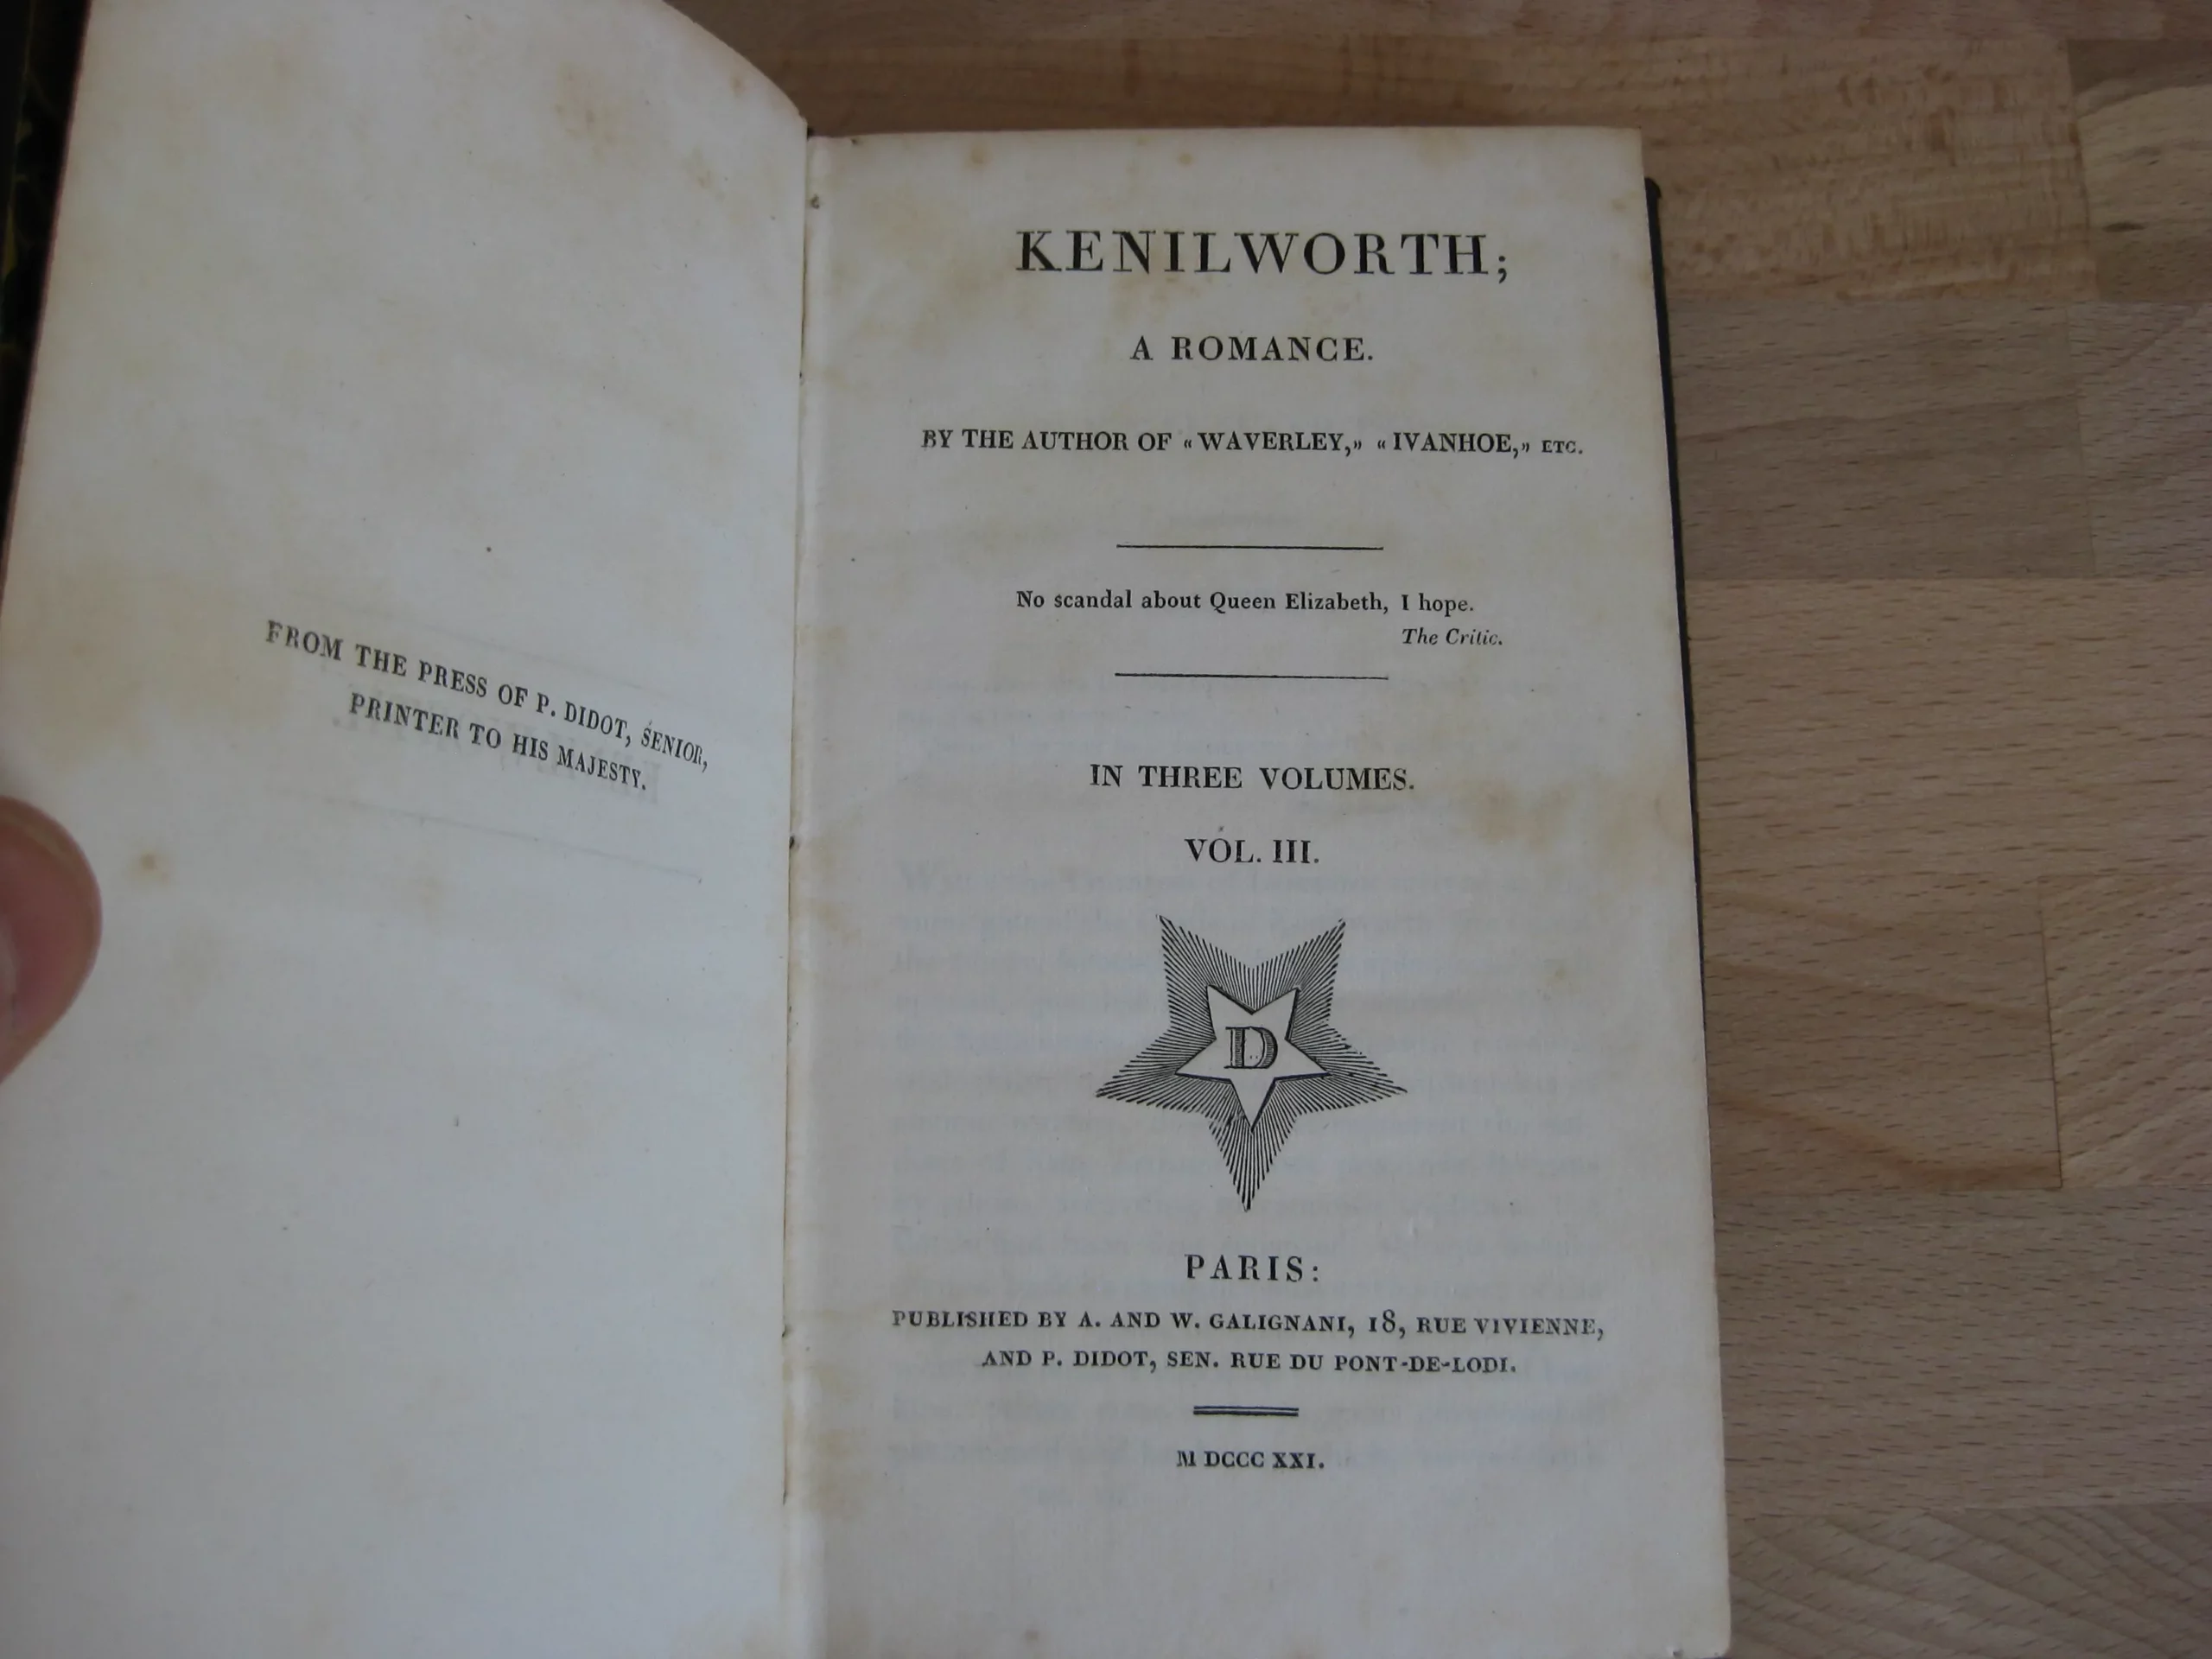 FROM THE PRESS OF P. DIDOT, SENIOR,
PRINTER TO HIS MAJESTY.
KENILWORTH;
A ROMANCE.
BY THE AUTHOR OF « WAVERLEY,» « IVANHOE,» ETC.
No scandal about Queen Elizabeth, I hope.
The Critic.
IN THREE VOLUMES.
VOL. III.
D
PARIS:
PUBLISHED BY A. AND W. GALIGNANI, 18, RUE VIVIENNE,
AND P. DIDOT, SEN. RUE DU PONT-DE-LODI.
M DCCC XXI.